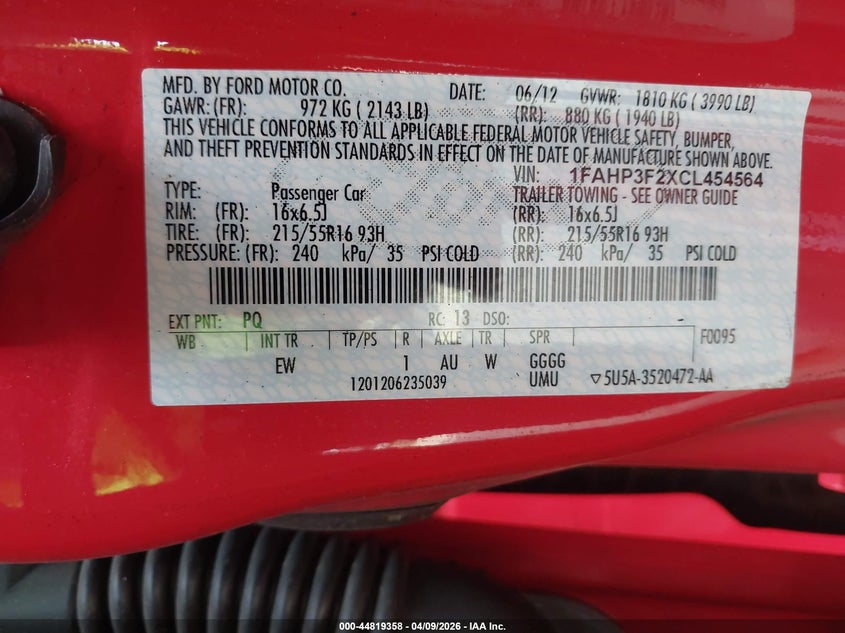 MFD. BY FORD MOTOR CO. DATE: 06/12 GVWR: 1810 KG ( 3990 LB)
GAWR: (FR): 972 KG ( 2143 LB) (RR): 880 KG ( 1940 LB)
THIS VEHICLE CONFORMS TO ALL APPLICABLE FEDERAL MOTOR VEHICLE SAFETY, BUMPER,
AND THEFT PREVENTION STANDARDS IN EFFECT ON THE DATE OF MANUFACTURE SHOWN ABOVE.
VIN: 1FAHP3F2XCL454564
TYPE: Passenger Car TRAILER TOWING - SEE OWNER GUIDE
RIM: (FR): 16x6.5J (RR): 16x6.5J
TIRE: (FR): 215/55R16 93H (RR): 215/55R16 93H
PRESSURE: (FR): 240 kPa/ 35 PSI COLD (RR): 240 kPa/ 35 PSI COLD
EXT PNT: PQ RC: 13 DSO:
WB INT TR TP/PS R AXLE TR SPR F0095
EW 1 AU W GGGG
1201206235039 UMU ▽5U5A-3520472-AA
000-44819358 04/09/2026 IAA Inc.